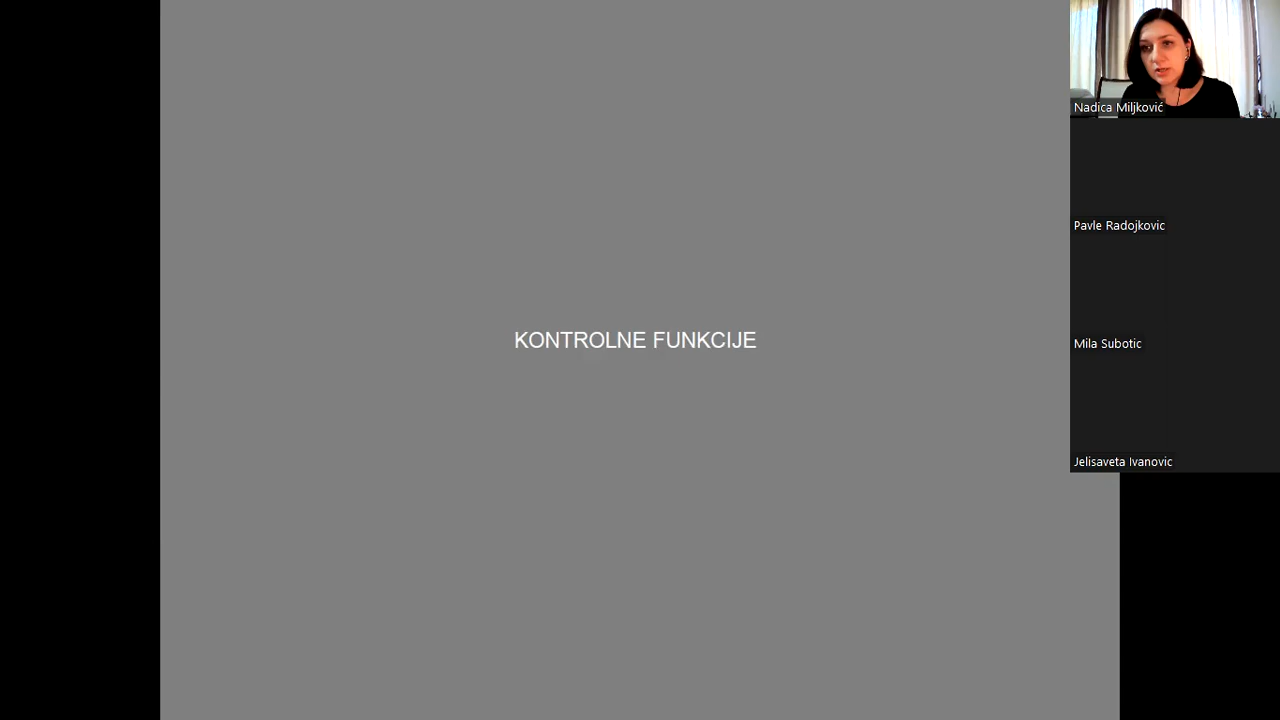 KONTROLNE FUNKCIJE
Nadica Miljković
Pavle Radojkovic
Mila Subotic
Jelisaveta Ivanovic